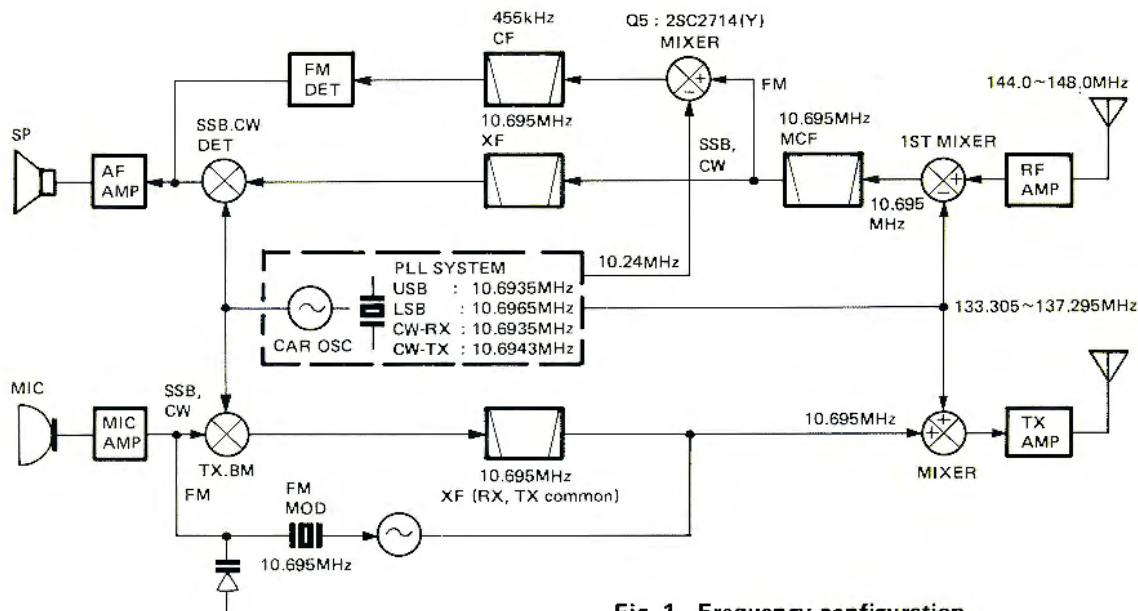 455kHz
CF
Q5 : 2SC2714(Y)
MIXER
FM
DET
FM
144.0~148.0MHz
SP
SSB.CW
DET
10.695MHz
XF
SSB,
CW
10.695MHz
MCF
1ST MIXER
AF
AMP
RF
AMP
10.695
MHz
PLL SYSTEM
10.24MHz
USB : 10.6935MHz
LSB : 10.6965MHz
CW-RX : 10.6935MHz
CW-TX : 10.6943MHz
CAR OSC
133.305~137.295MHz
MIC
MIC
AMP
SSB,
CW
TX.BM
10.695MHz
TX
AMP
MIXER
10.695MHz
XF (RX, TX common)
FM
FM
MOD
10.695MHz
Fig. 1 Frequency configuration